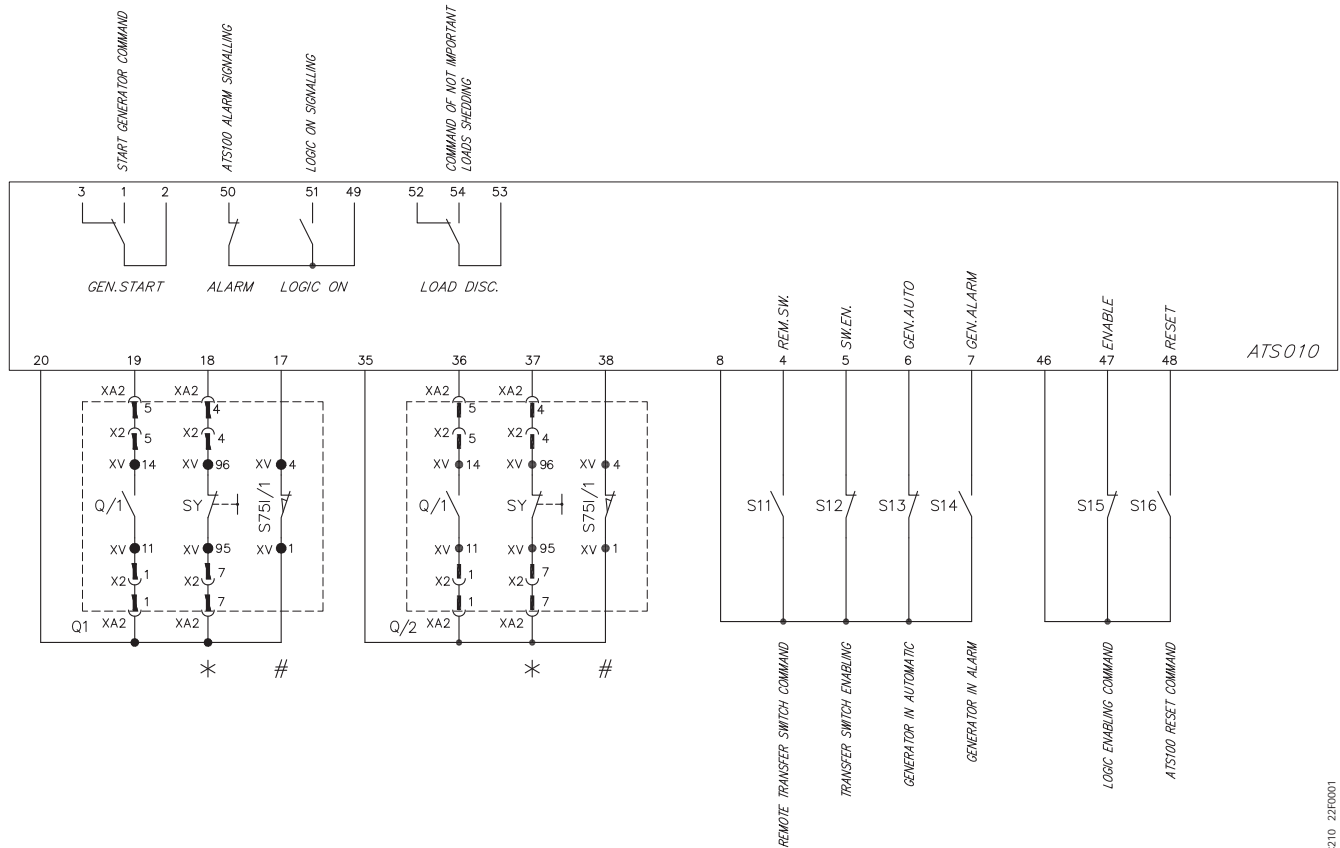 START GENERATOR COMMAND
ATS100 ALARM SIGNALLING
LOGIC ON SIGNALLING
COMMAND OF NOT IMPORTANT
LOADS SHEDDING
3 1 2 50 51 49 52 54 53
GEN.START ALARM LOGIC ON LOAD DISC.
REM.SW.
SW.EN.
GEN.AUTO
GEN.ALARM
ENABLE
RESET
ATS010
20 19 18 17 35 36 37 38 8 4 5 6 7 46 47 48
XA2 XA2 XA2 XA2
5 4 5 4
X2 5 X2 4 X2 5 X2 4
XV 14 XV 96 XV 4 XV 14 XV 96 XV 4
Q/1 SY S75I/1 Q/1 SY S75I/1 S11 S12 S13 S14 S15 S16
XV 11 XV 95 XV 1 XV 11 XV 95 XV 1
X2 1 X2 7 X2 1 X2 7
1 7 1 7
Q1 XA2 XA2 Q/2 XA2 XA2
* # * #
REMOTE TRANSFER SWITCH COMMAND
TRANSFER SWITCH ENABLING
GENERATOR IN AUTOMATIC
GENERATOR IN ALARM
LOGIC ENABLING COMMAND
ATS100 RESET COMMAND
210 22F0001